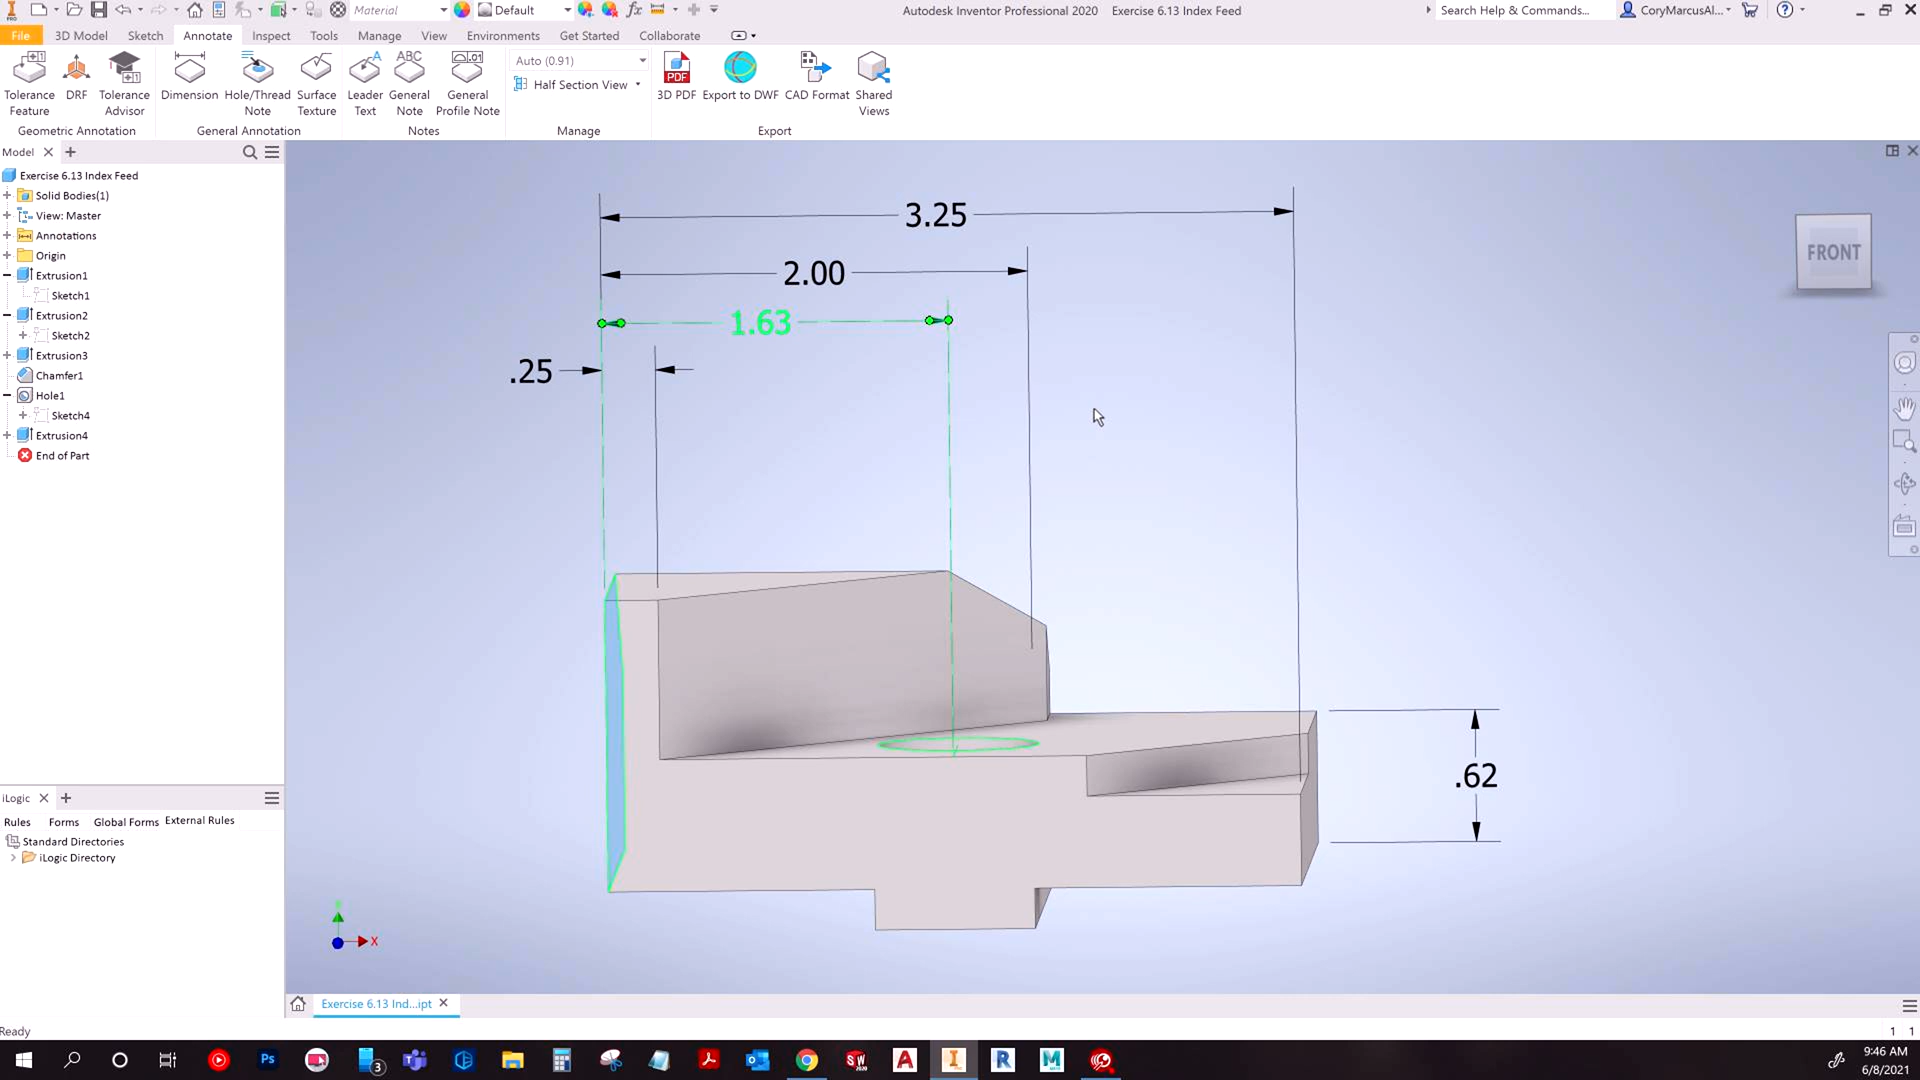 Material
Default
Autodesk Inventor Professional 2020 Exercise 6.13 Index Feed
Search Help & Commands...
CoryMarcusAl...
File 3D Model Sketch Annotate Inspect Tools Manage View Environments Get Started Collaborate
Tolerance Feature
DRF
Tolerance Advisor
Dimension
Hole/Thread Note
Surface Texture
Leader Text
General Note
General Profile Note
Auto (0.91)
Half Section View
3D PDF
Export to DWF
CAD Format
Shared Views
Geometric Annotation General Annotation Notes Manage Export
Model
Exercise 6.13 Index Feed
Solid Bodies(1)
View: Master
Annotations
Origin
Extrusion1
Sketch1
Extrusion2
Sketch2
Extrusion3
Chamfer1
Hole1
Sketch4
Extrusion4
End of Part
3.25
2.00
1.63
.25
FRONT
.62
X
iLogic
Rules Forms Global Forms External Rules
Standard Directories
iLogic Directory
Exercise 6.13 Ind...ipt
Ready
1 1
9:46 AM
6/8/2021